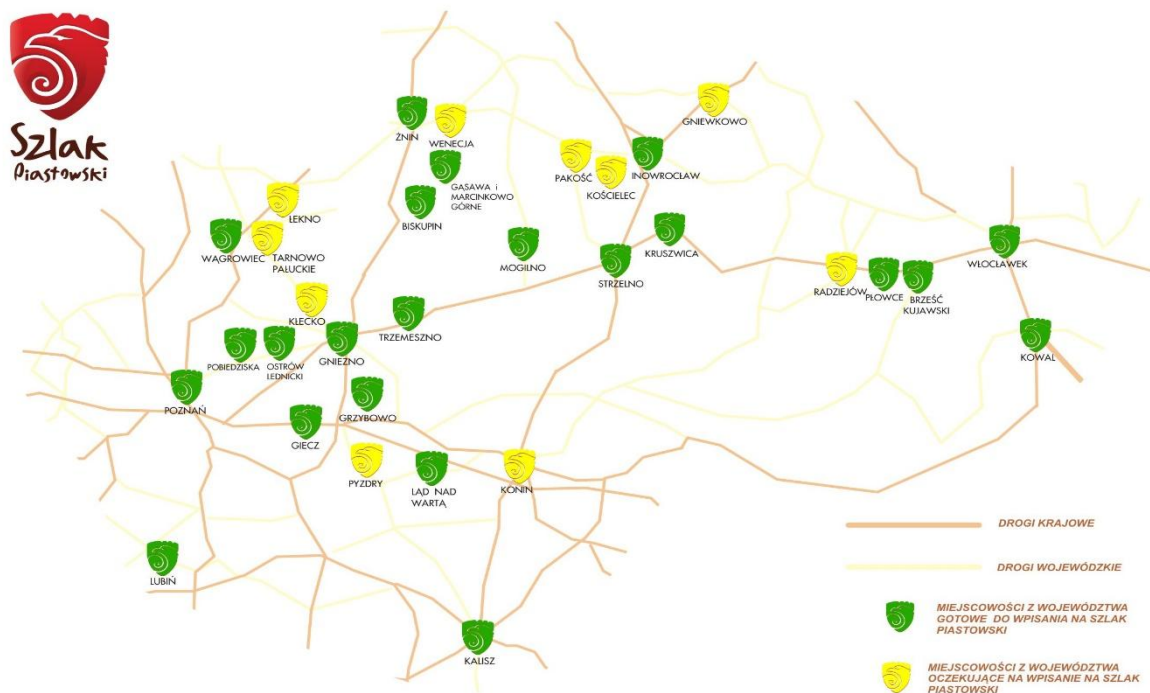 Szlak
Piastowski
ŻNIN
WENECJA
GNIEWKOWO
GĄSAWA i
MARCINKOWO
GÓRNE
PAKOŚĆ
KOŚCIELEC
INOWROCŁAW
ŁEKNO
BISKUPIN
WĄGROWIEC
TARNOWO
PAŁUCKIE
MOGILNO
STRZELNO
KRUSZWICA
RADZIEJÓW
PŁOWCE
BRZEŚĆ
KUJAWSKI
WŁOCŁAWEK
KŁECKO
TRZEMESZNO
KOWAL
POBIEDZISKA
OSTRÓW
LEDNICKI
GNIEZNO
POZNAŃ
GIECZ
GRZYBOWO
PYZDRY
LĄD NAD
WARTĄ
KONIN
LUBIŃ
KALISZ
DROGI KRAJOWE
DROGI WOJEWÓDZKIE
MIEJSCOWOŚCI Z WOJEWÓDZTWA
GOTOWE DO WPISANIA NA SZLAK
PIASTOWSKI
MIEJSCOWOŚCI Z WOJEWÓDZTWA
OCZEKUJĄCE NA WPISANIE NA SZLAK
PIASTOWSKI